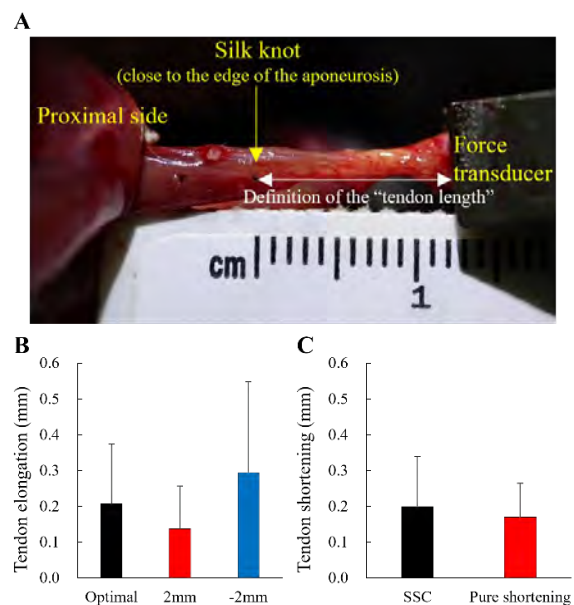 A
Silk knot
(close to the edge of the aponeurosis)
Proximal side
Force
transducer
Definition of the “tendon length”
cm
1
B
Tendon elongation (mm)
0.6
0.5
0.4
0.3
0.2
0.1
0.0
Optimal 2mm -2mm
C
Tendon shortening (mm)
0.6
0.5
0.4
0.3
0.2
0.1
0.0
SSC Pure shortening